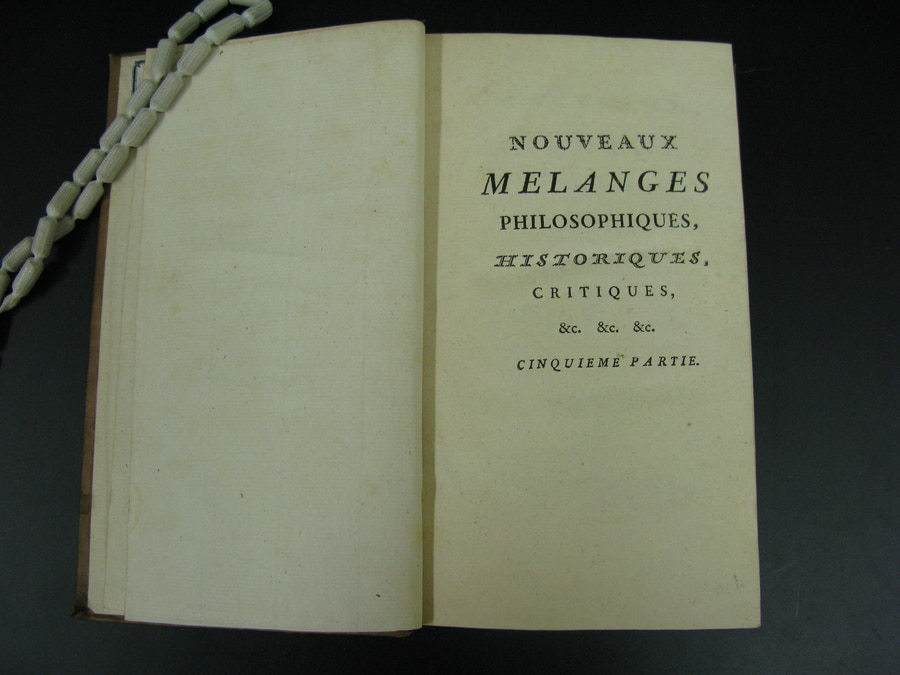 NOUVEAUX
MELANGES
PHILOSOPHIQUES,
HISTORIQUES,
CRITIQUES,
&c. &c. &c.
CINQUIEME PARTIE.